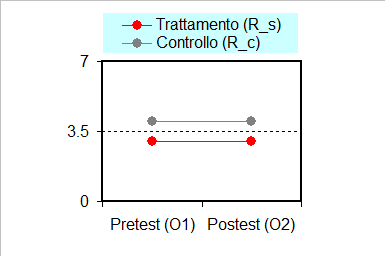 Trattamento (R_s)
Controllo (R_c)
7
3.5
0
Pretest (O1) Postest (O2)